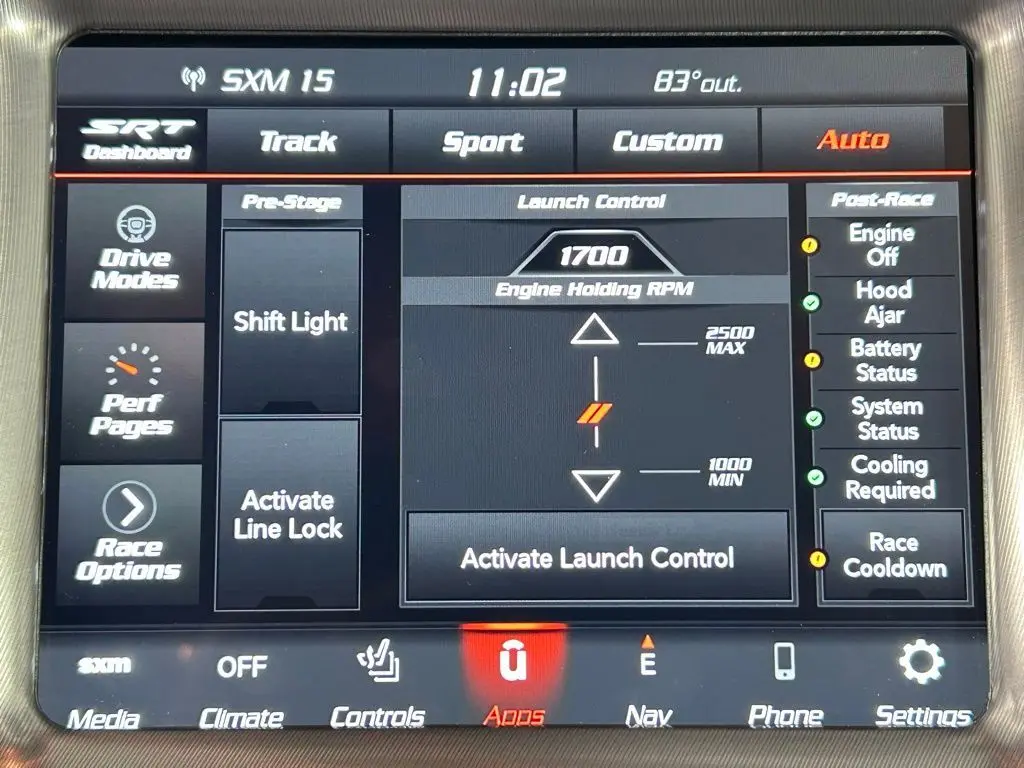 SXM 15
11:02
83° out.
SRT
Dashboard
Track
Sport
Custom
Auto
Drive
Modes
Perf
Pages
Race
Options
Pre-Stage
Shift Light
Activate
Line Lock
Launch Control
1700
Engine Holding RPM
2500
MAX
1000
MIN
Activate Launch Control
Post-Race
Engine
Off
Hood
Ajar
Battery
Status
System
Status
Cooling
Required
Race
Cooldown
sxm
Media
OFF
Climate
Controls
Apps
E
Nav
Phone
Settings